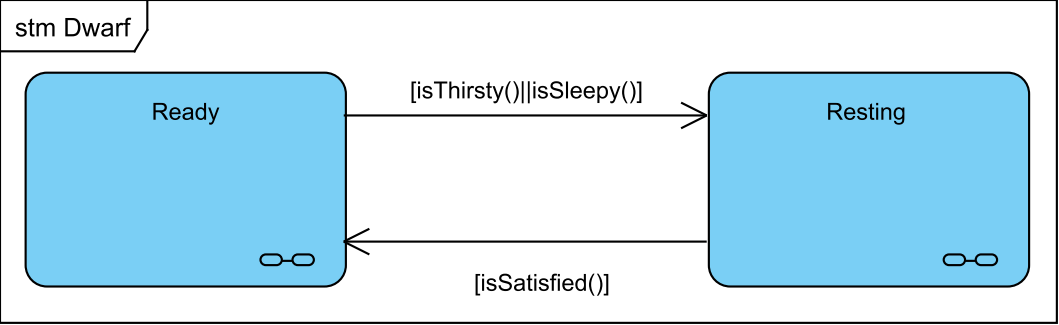 stm Dwarf
[isThirsty()||isSleepy()]
Ready
Resting
[isSatisfied()]